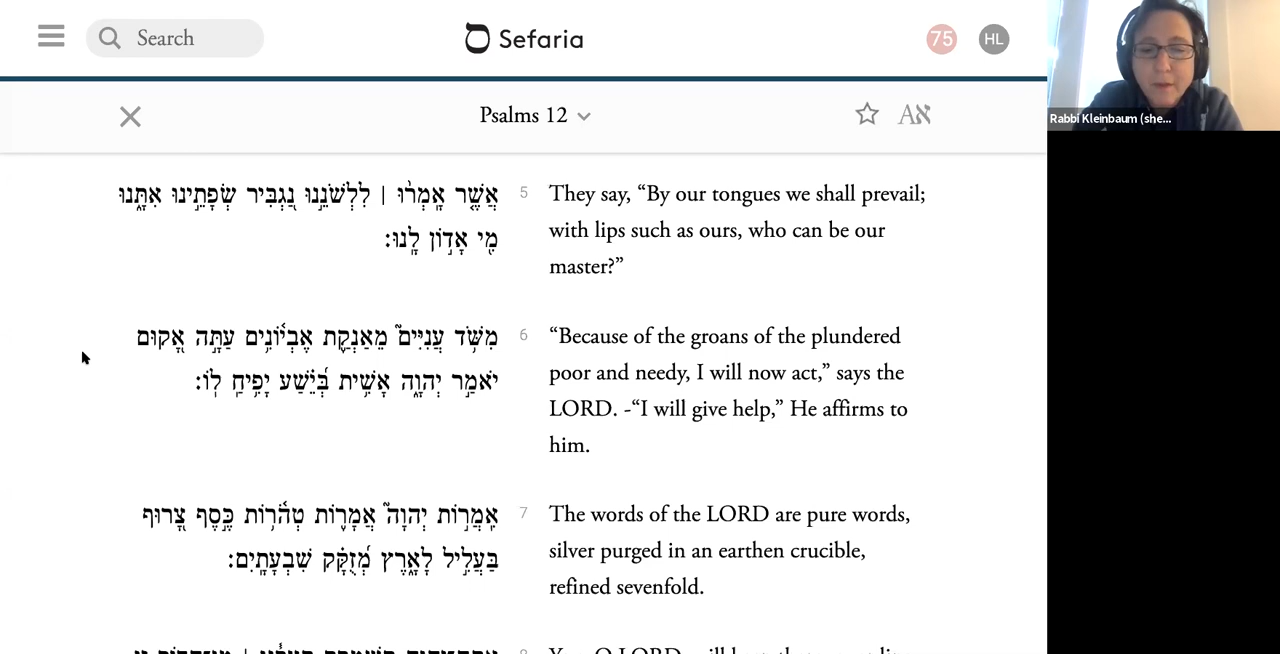 Search
Sefaria
75
HL
Psalms 12
אֲשֶׁ֤ר אָֽמְר֨וּ ׀ לִלְשֹׁנֵ֣נוּ נַ֭גְבִּיר שְׂפָתֵ֣ינוּ אִתָּ֑נוּ
מִ֖י אָד֣וֹן לָֽנוּ׃
5
They say, “By our tongues we shall prevail;
with lips such as ours, who can be our
master?”
מִשֹּׁ֥ד עֲנִיִּים֮ מֵאַנְקַ֪ת אֶבְי֫וֹנִ֥ים עַתָּ֣ה אָ֭קוּם
יֹאמַ֣ר יְהוָ֑ה אָשִׁ֥ית בְּ֝יֵ֗שַׁע יָפִ֥יחַֽ לֽוֹ׃
6
“Because of the groans of the plundered
poor and needy, I will now act,” says the
LORD. -“I will give help,” He affirms to
him.
אִֽמֲר֣וֹת יְהוָה֮ אֲמָר֪וֹת טְהֹ֫ר֥וֹת כֶּ֣סֶף צָ֭רוּף
בַּעֲלִ֣יל לָאָ֑רֶץ מְ֝זֻקָּ֗ק שִׁבְעָתָֽיִם׃
7
The words of the LORD are pure words,
silver purged in an earthen crucible,
refined sevenfold.
Rabbi Kleinbaum (she...